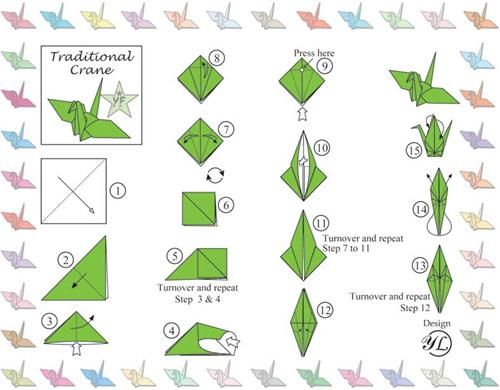 Traditional
Crane
YF
1
2
3
4
5
Turnover and repeat
Step 3 & 4
6
7
8
Press here
9
10
11
Turnover and repeat
Step 7 to 11
12
13
Turnover and repeat
Step 12
14
15
Design
YL